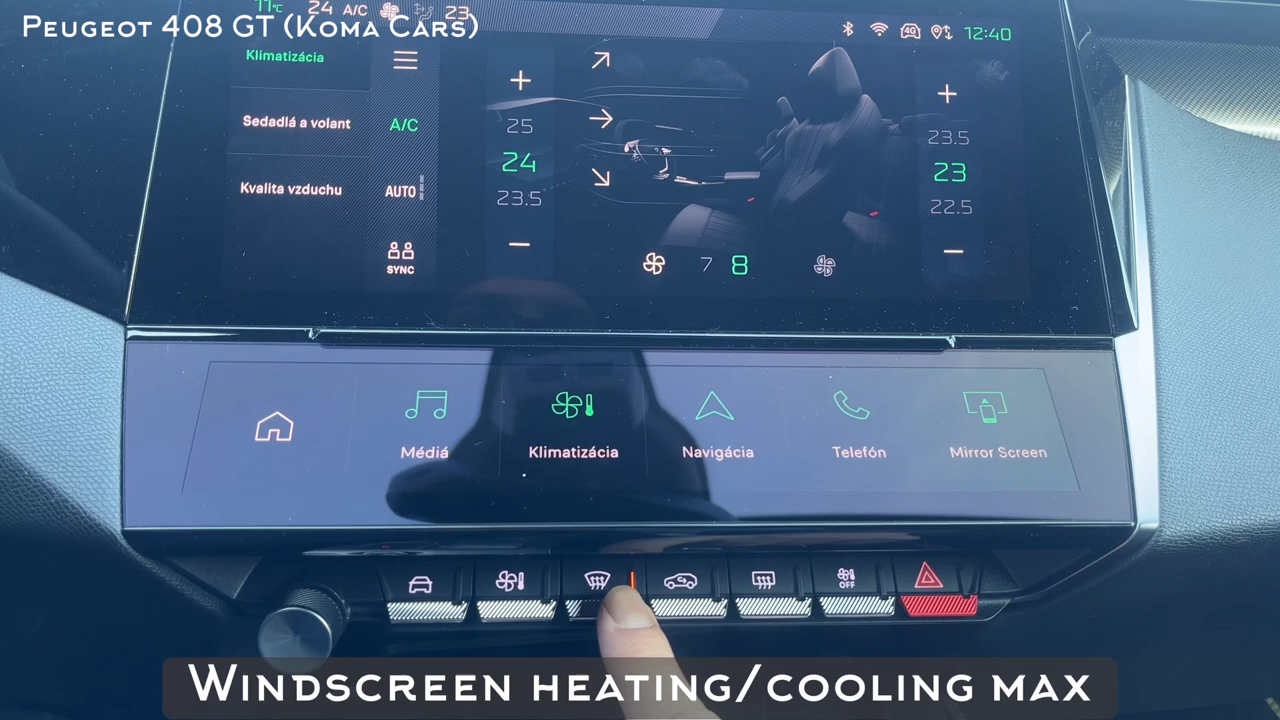 Peugeot 408 GT (Koma Cars)
11°C 24 A/C 23
40 12:40
Klimatizácia
Sedadlá a volant A/C
Kvalita vzduchu AUTO
SYNC
25
24
23.5
7 8
23.5
23
22.5
Médiá Klimatizácia Navigácia Telefón Mirror Screen
OFF
Windscreen heating/cooling max